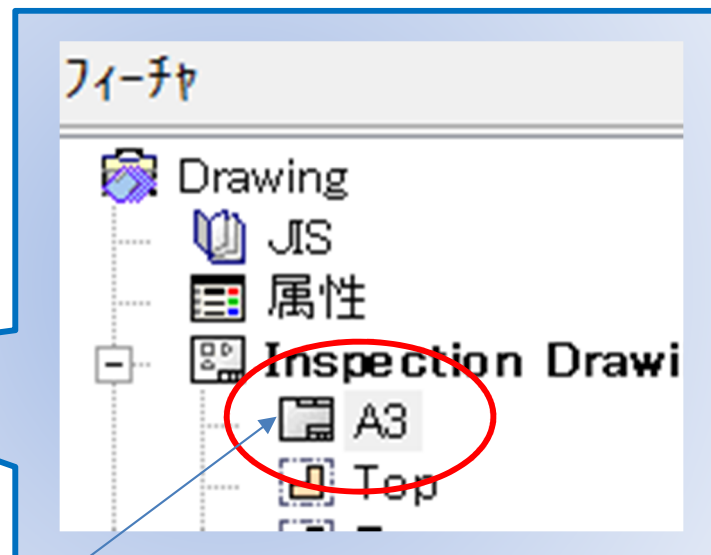 フィーチャ
Drawing
JIS
属性
Inspection Drawi
A3
Top